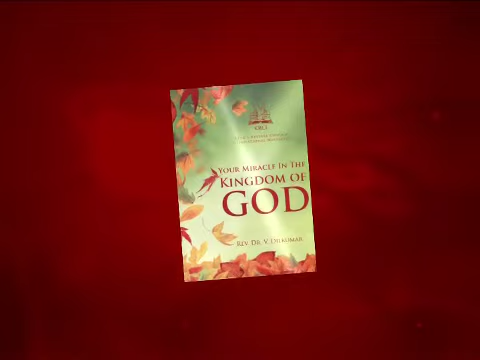 YOUR MIRACLE IN THE
KINGDOM OF
GOD
REV. DR. V. DILKUMAR